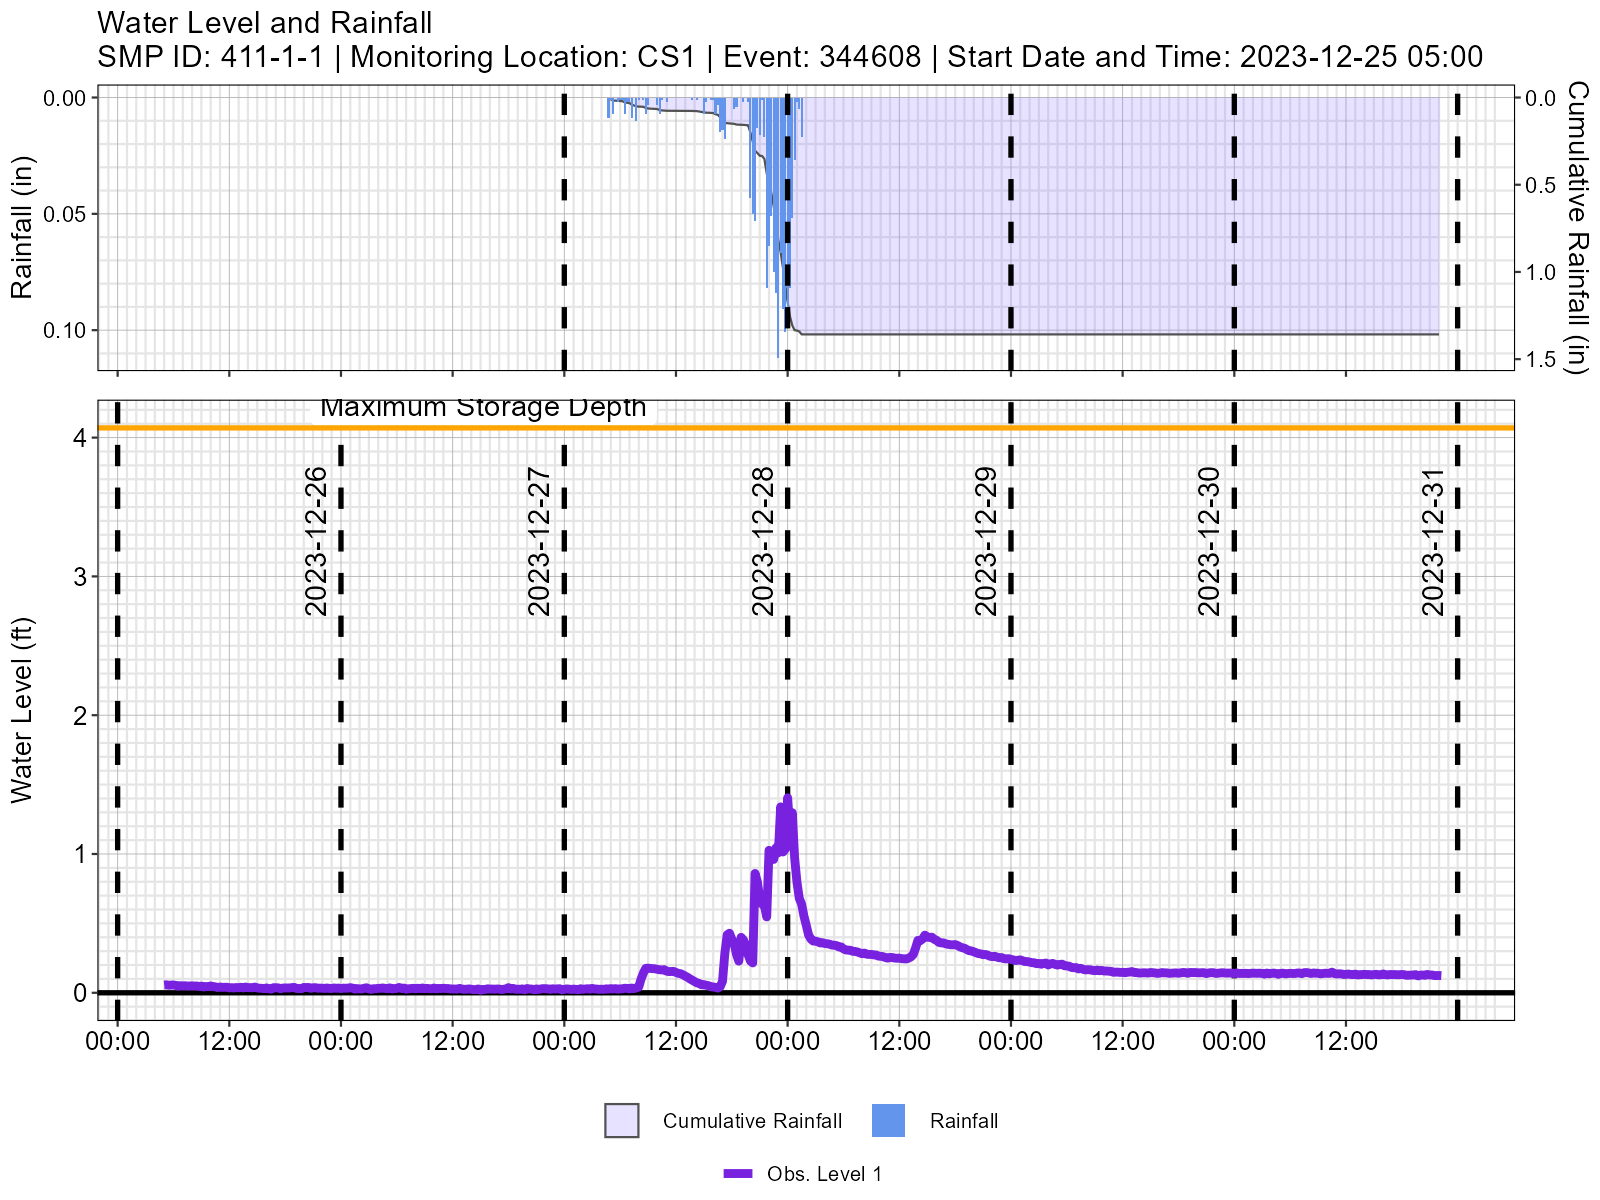 Water Level and Rainfall
SMP ID: 411-1-1 | Monitoring Location: CS1 | Event: 344608 | Start Date and Time: 2023-12-25 05:00
Rainfall (in)
0.00
0.05
0.10
Cumulative Rainfall (in)
0.0
0.5
1.0
1.5
Maximum Storage Depth
Water Level (ft)
4
3
2
1
0
2023-12-26
2023-12-27
2023-12-28
2023-12-29
2023-12-30
2023-12-31
00:00 12:00 00:00 12:00 00:00 12:00 00:00 12:00 00:00 12:00 00:00 12:00
Cumulative Rainfall Rainfall
Obs. Level 1